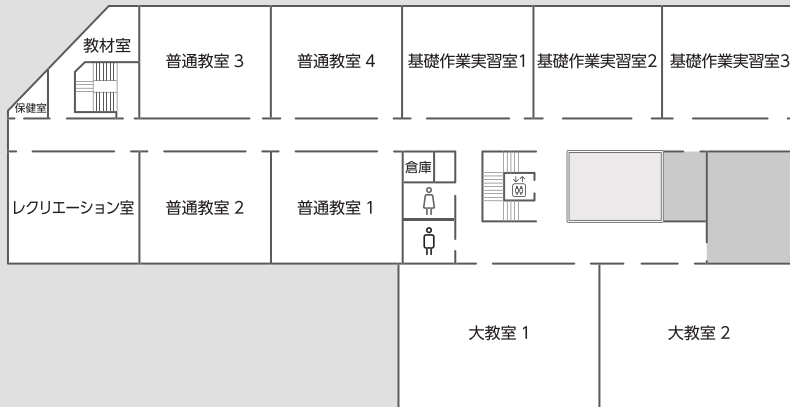 教材室
普通教室 3
普通教室 4
基礎作業実習室1
基礎作業実習室2
基礎作業実習室3
保健室
倉庫
レクリエーション室
普通教室 2
普通教室 1
大教室 1
大教室 2